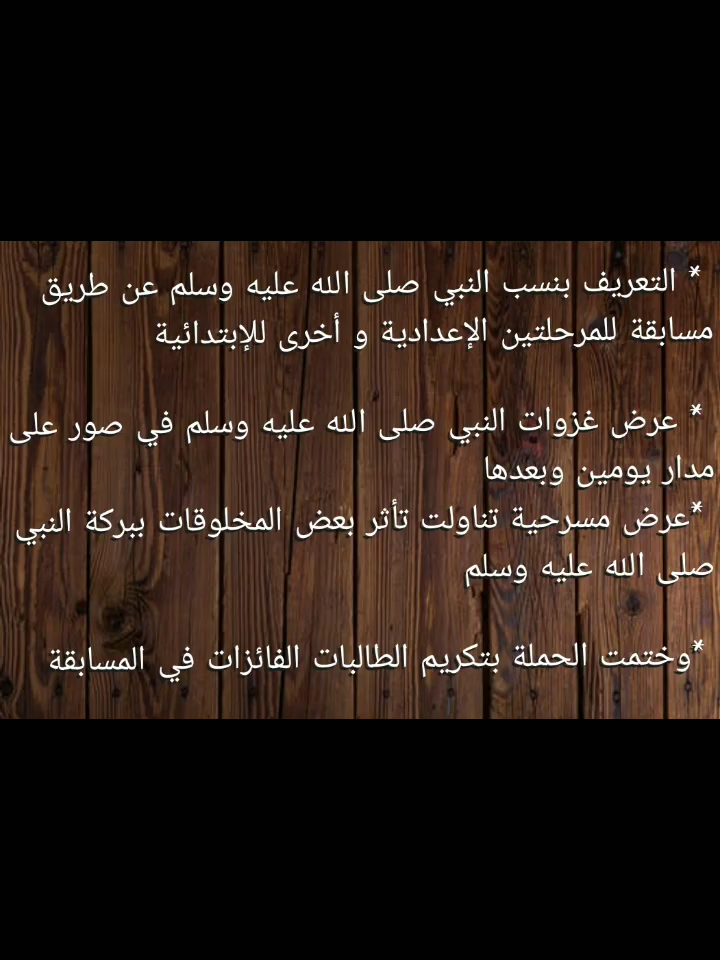 * التعريف بنسب النبي صلى الله عليه وسلم عن طريق
مسابقة للمرحلتين الإعدادية و أخرى للإبتدائية
* عرض غزوات النبي صلى الله عليه وسلم في صور على
مدار يومين وبعدها
*عرض مسرحية تناولت تأثر بعض المخلوقات ببركة النبي
صلى الله عليه وسلم
*وختمت الحملة بتكريم الطالبات الفائزات في المسابقة